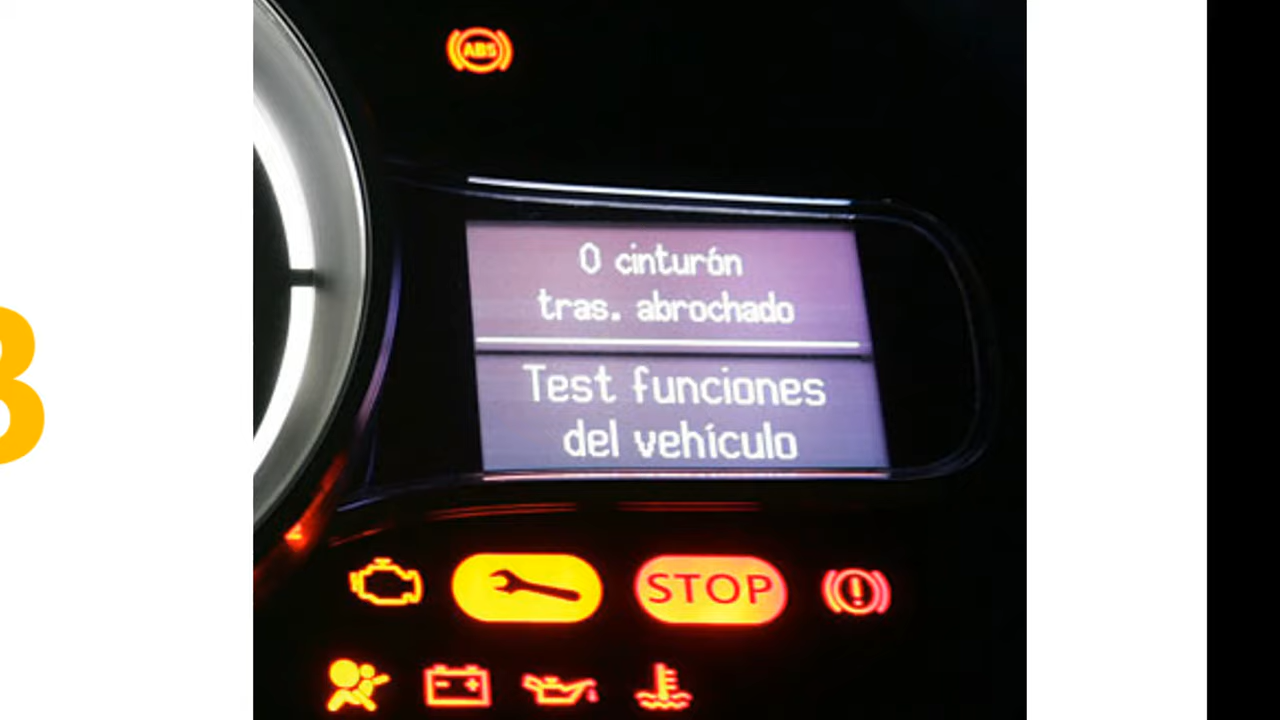 ABS
0 cinturón
tras. abrochado
Test funciones
del vehículo
STOP